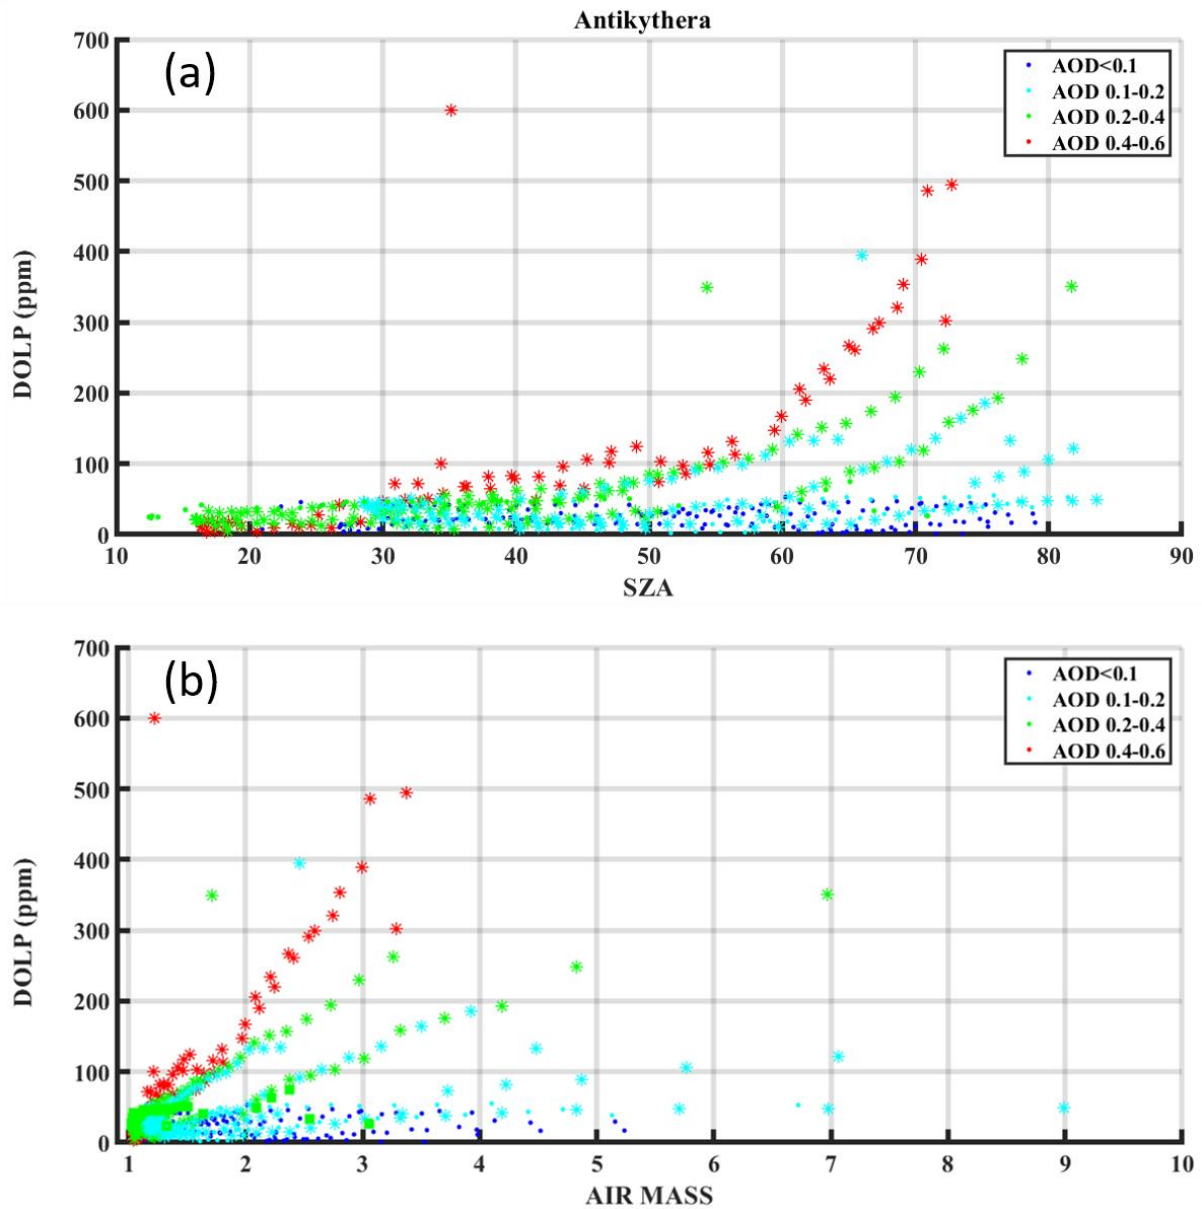 Antikythera
(a)
AOD<0.1
AOD 0.1-0.2
AOD 0.2-0.4
AOD 0.4-0.6
700
600
500
400
300
200
100
0
DOLP (ppm)
10 20 30 40 50 60 70 80 90
SZA
(b)
AOD<0.1
AOD 0.1-0.2
AOD 0.2-0.4
AOD 0.4-0.6
700
600
500
400
300
200
100
0
DOLP (ppm)
1 2 3 4 5 6 7 8 9 10
AIR MASS